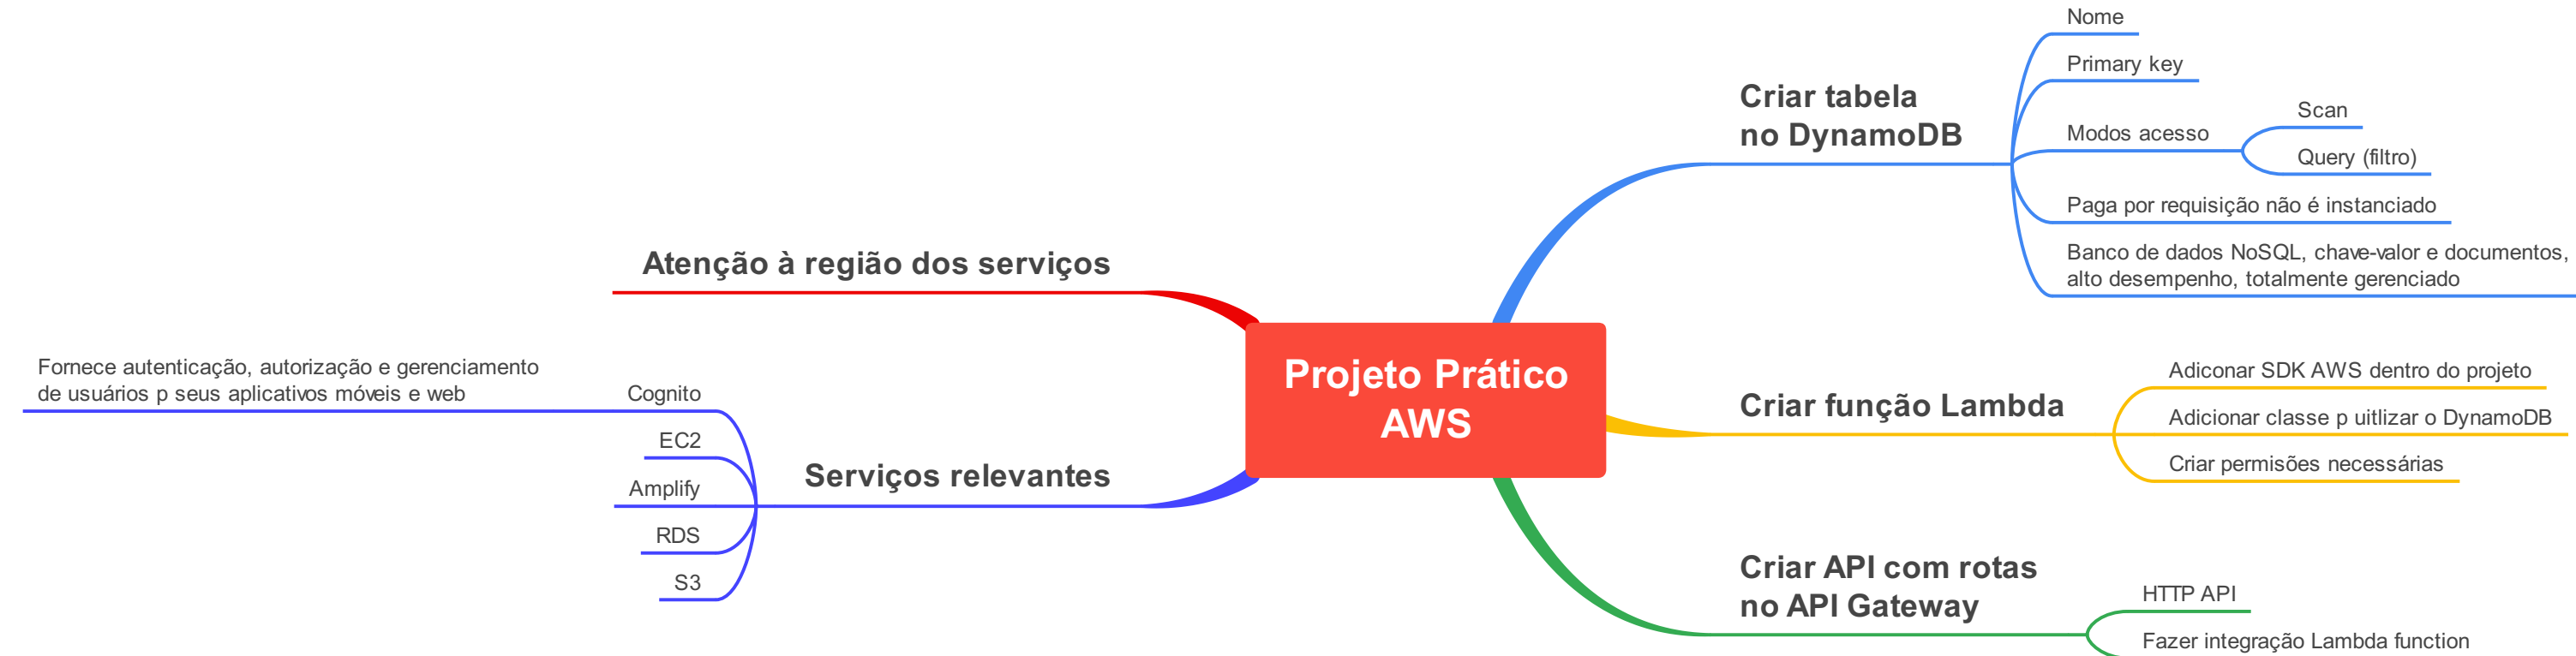 Projeto Prático
AWS
Criar tabela
no DynamoDB
Nome
Primary key
Modos acesso
Scan
Query (filtro)
Paga por requisição não é instanciado
Banco de dados NoSQL, chave-valor e documentos,
alto desempenho, totalmente gerenciado
Criar função Lambda
Adiconar SDK AWS dentro do projeto
Adicionar classe p uitlizar o DynamoDB
Criar permisões necessárias
Criar API com rotas
no API Gateway
HTTP API
Fazer integração Lambda function
Atenção à região dos serviços
Serviços relevantes
Cognito
Fornece autenticação, autorização e gerenciamento
de usuários p seus aplicativos móveis e web
EC2
Amplify
RDS
S3